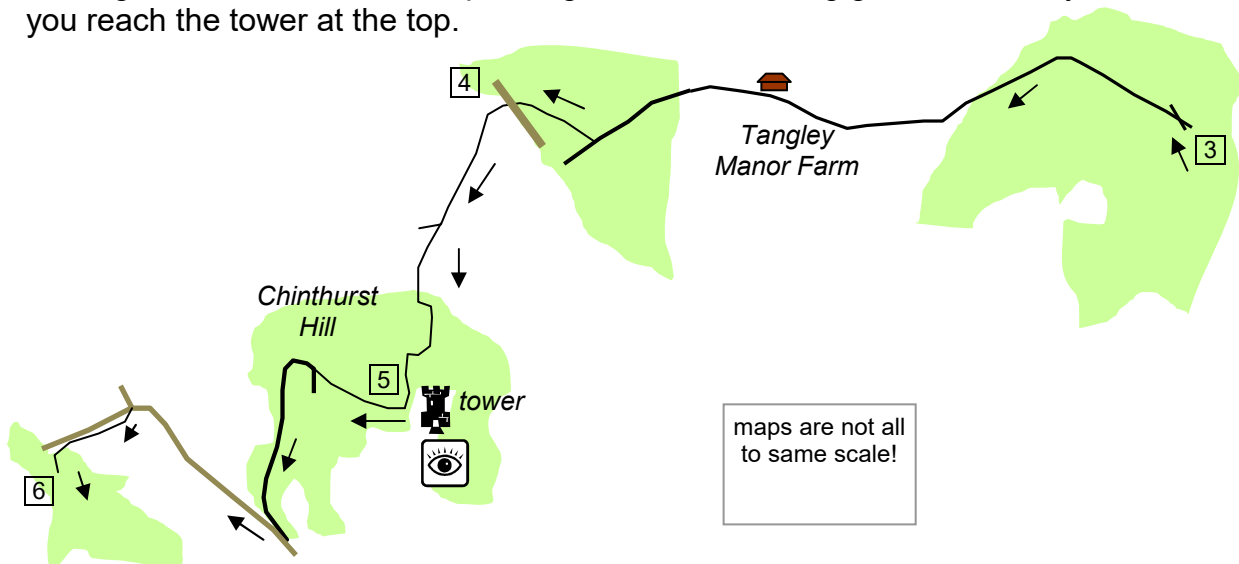 you reach the tower at the top.
4
3
Tangley
Manor Farm
Chinthurst
Hill
5
tower
maps are not all
to same scale!
6